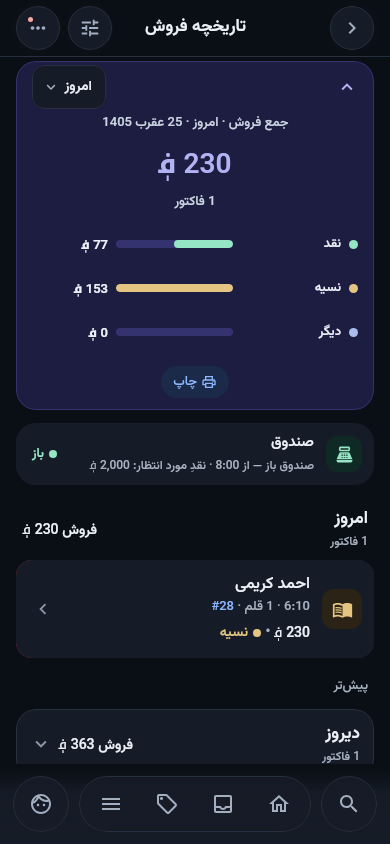 تاریخچه فروش
امروز
جمع فروش · امروز · 25 عقرب 1405
230 ؋
1 فاکتور
نقد 77 ؋
نسیه 153 ؋
دیگر 0 ؋
چاپ
صندوق
صندوق باز — از 8:00 · نقدِ مورد انتظار: 2,000 ؋
باز
امروز
1 فاکتور
فروش 230 ؋
احمد کریمی
6:10 · 1 قلم · #28
230 ؋ • نسیه
پیش‌تر
دیروز
1 فاکتور
فروش 363 ؋